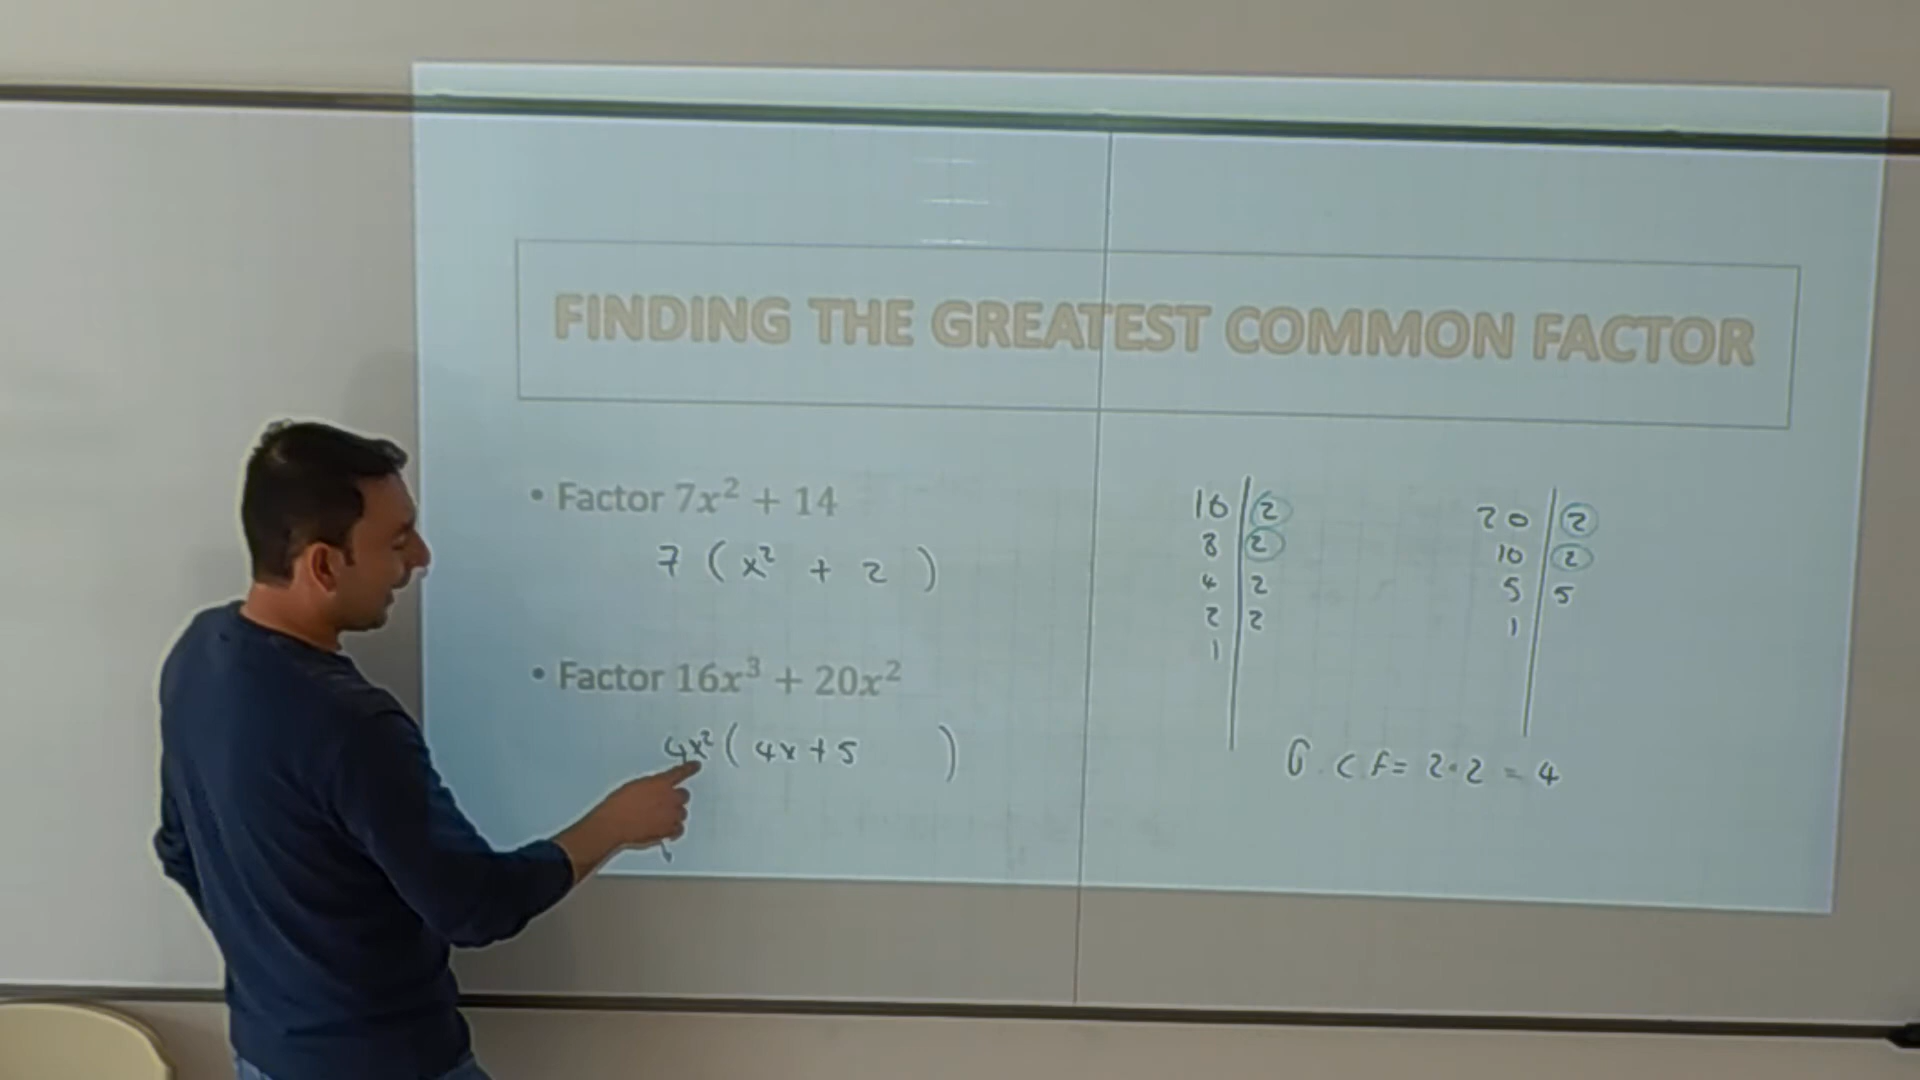 FINDING THE GREATEST COMMON FACTOR
• Factor 7x² + 14
7 ( x² + 2 )
• Factor 16x³ + 20x²
4x² ( 4x + 5 )
16 | 2
8 | 2
4 | 2
2 | 2
1
20 | 2
10 | 2
5 | 5
1
G.C.F = 2·2 = 4